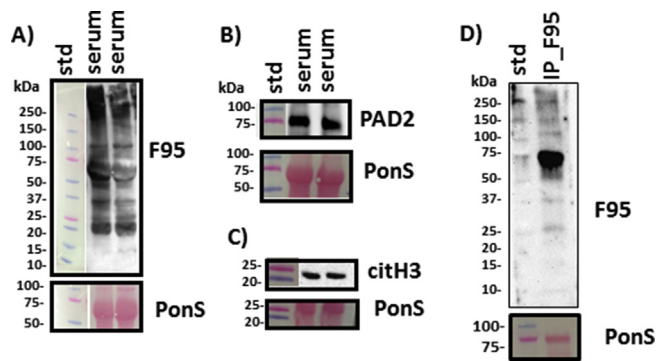 A)
std
serum
serum
kDa
250-
150-
100-
75-
50-
37-
25-
20-
15-
10-
F95
100-
75-
50-
PonS
B)
std
serum
serum
kDa
100-
75-
PAD2
100-
75-
50-
PonS
C)
25-
20-
citH3
25-
20-
PonS
D)
std
IP_F95
kDa
250-
150-
100-
75-
50-
37-
25-
20-
15-
10-
F95
100-
75-
PonS